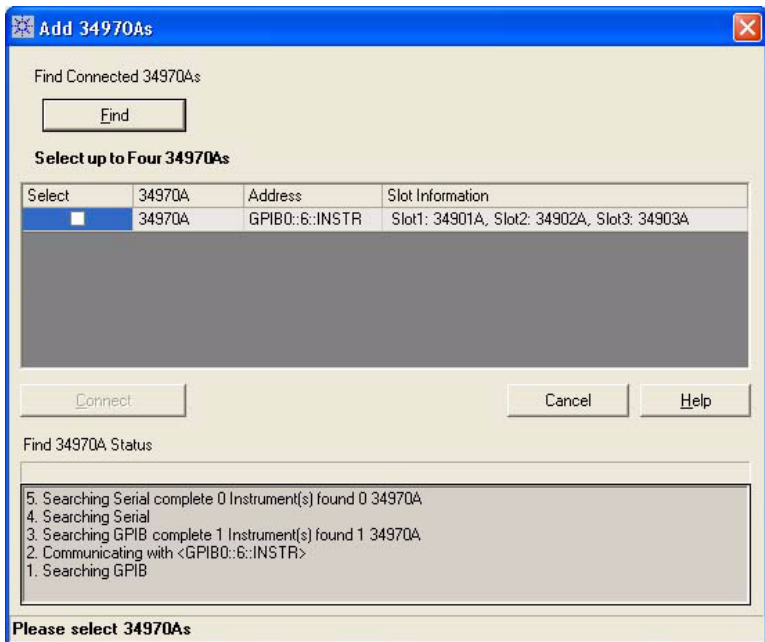 Add 34970As
Find Connected 34970As
Find
Select up to Four 34970As
Select 34970A Address Slot Information
34970A GPIB0::6::INSTR Slot1: 34901A, Slot2: 34902A, Slot3: 34903A
Connect Cancel Help
Find 34970A Status
5. Searching Serial complete 0 Instrument(s) found 0 34970A
4. Searching Serial
3. Searching GPIB complete 1 Instrument(s) found 1 34970A
2. Communicating with <GPIB0::6::INSTR>
1. Searching GPIB
Please select 34970As